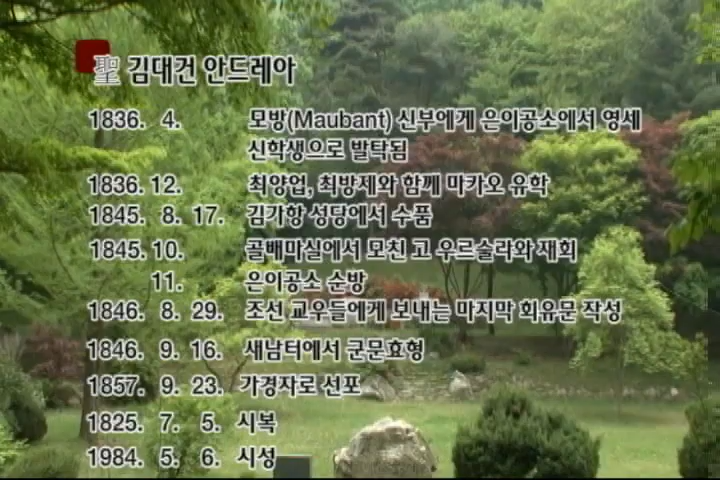 聖 김대건 안드레아
1836. 4. 모방(Maubant) 신부에게 은이공소에서 영세
신학생으로 발탁됨
1836. 12. 최양업, 최방제와 함께 마카오 유학
1845. 8. 17. 김가항 성당에서 수품
1845. 10. 골배마실에서 모친 고 우르술라와 재회
11. 은이공소 순방
1846. 8. 29. 조선 교우들에게 보내는 마지막 회유문 작성
1846. 9. 16. 새남터에서 군문효형
1857. 9. 23. 가경자로 선포
1825. 7. 5. 시복
1984. 5. 6. 시성